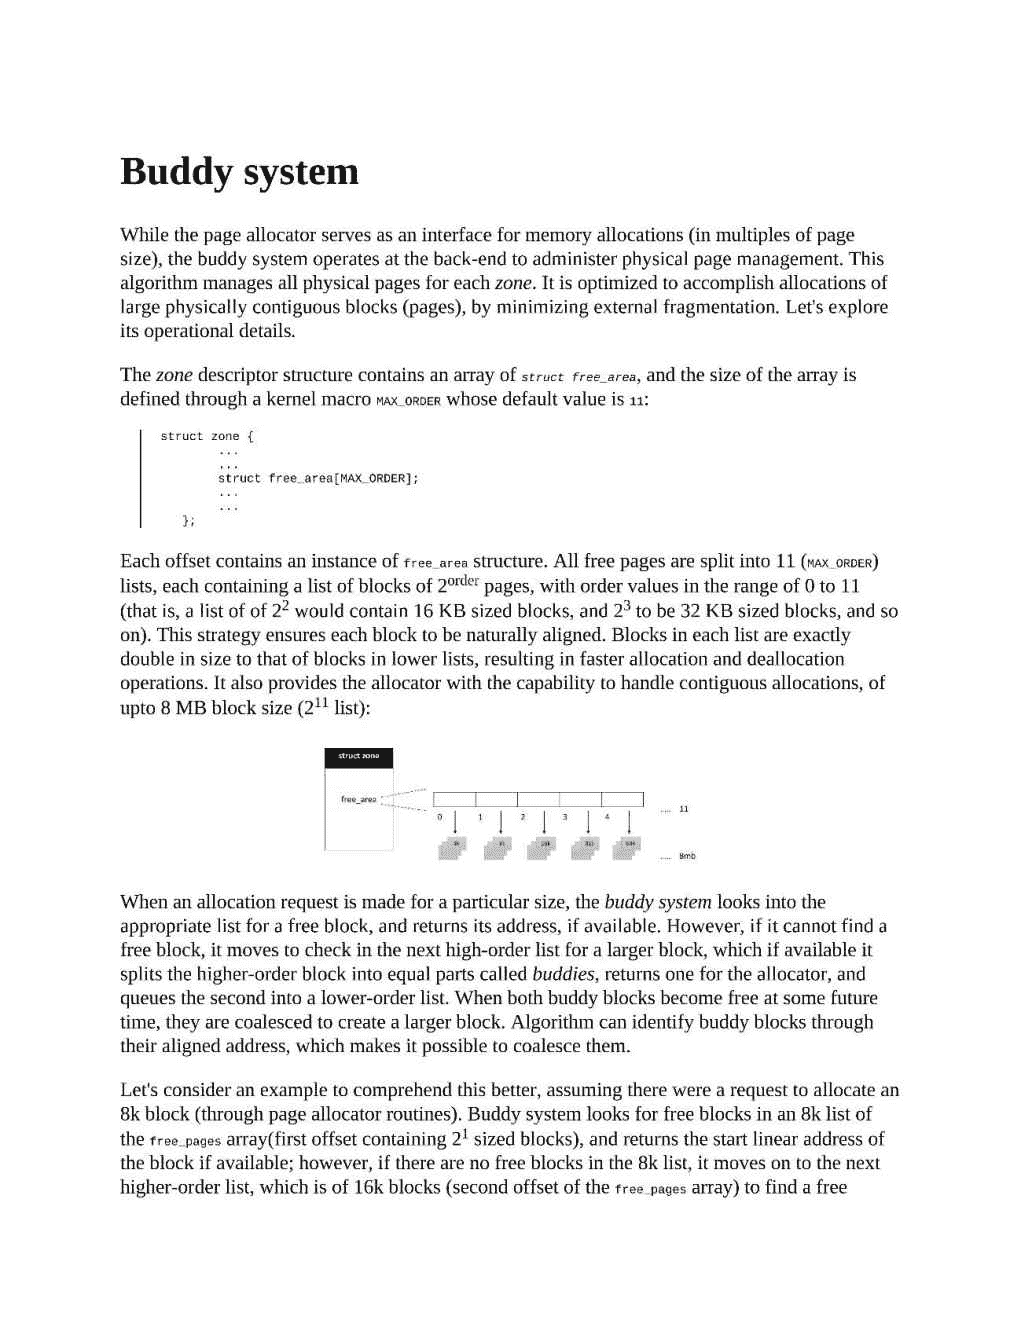 Buddy system
While the page allocator serves as an interface for memory allocations (in multiples of page
size), the buddy system operates at the back-end to administer physical page management. This
algorithm manages all physical pages for each zone. It is optimized to accomplish allocations of
large physically contiguous blocks (pages), by minimizing external fragmentation. Let's explore
its operational details.
The zone descriptor structure contains an array of struct free_area, and the size of the array is
defined through a kernel macro MAX_ORDER whose default value is 11:
struct zone {
...
...
struct free_area[MAX_ORDER];
...
...
};
Each offset contains an instance of free_area structure. All free pages are split into 11 (MAX_ORDER)
lists, each containing a list of blocks of 2^order pages, with order values in the range of 0 to 11
(that is, a list of of 2^2 would contain 16 KB sized blocks, and 2^3 to be 32 KB sized blocks, and so
on). This strategy ensures each block to be naturally aligned. Blocks in each list are exactly
double in size to that of blocks in lower lists, resulting in faster allocation and deallocation
operations. It also provides the allocator with the capability to handle contiguous allocations, of
upto 8 MB block size (2^11 list):
struct zone
free_area
0 1 2 3 4 .... 11
.... 8mb
When an allocation request is made for a particular size, the buddy system looks into the
appropriate list for a free block, and returns its address, if available. However, if it cannot find a
free block, it moves to check in the next high-order list for a larger block, which if available it
splits the higher-order block into equal parts called buddies, returns one for the allocator, and
queues the second into a lower-order list. When both buddy blocks become free at some future
time, they are coalesced to create a larger block. Algorithm can identify buddy blocks through
their aligned address, which makes it possible to coalesce them.
Let's consider an example to comprehend this better, assuming there were a request to allocate an
8k block (through page allocator routines). Buddy system looks for free blocks in an 8k list of
the free_pages array(first offset containing 2^1 sized blocks), and returns the start linear address of
the block if available; however, if there are no free blocks in the 8k list, it moves on to the next
higher-order list, which is of 16k blocks (second offset of the free_pages array) to find a free